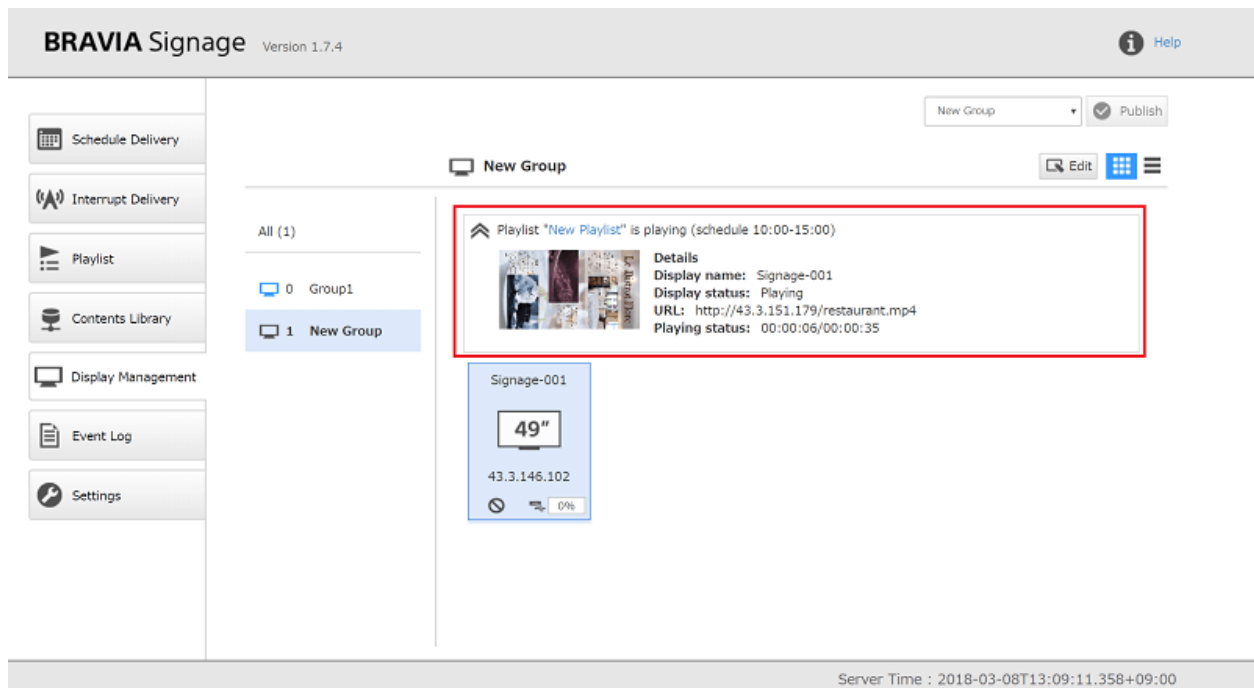 BRAVIA Signage Version 1.7.4
Help
New Group
Publish
Schedule Delivery
Interrupt Delivery
Playlist
Contents Library
Display Management
Event Log
Settings
New Group
Edit
All (1)
0 Group1
1 New Group
Playlist "New Playlist" is playing (schedule 10:00-15:00)
Details
Display name: Signage-001
Display status: Playing
URL: http://43.3.151.179/restaurant.mp4
Playing status: 00:00:06/00:00:35
Signage-001
49"
43.3.146.102
0%
Server Time : 2018-03-08T13:09:11.358+09:00